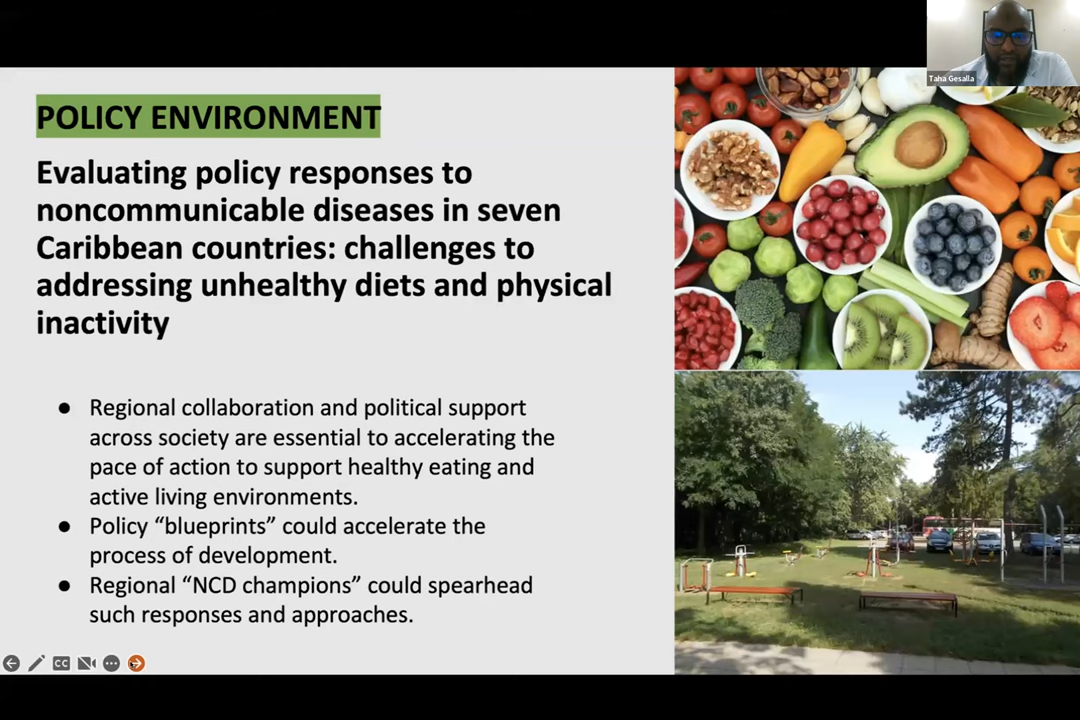 Taha Gesalla
POLICY ENVIRONMENT
Evaluating policy responses to
noncommunicable diseases in seven
Caribbean countries: challenges to
addressing unhealthy diets and physical
inactivity
● Regional collaboration and political support
across society are essential to accelerating the
pace of action to support healthy eating and
active living environments.
● Policy “blueprints” could accelerate the
process of development.
● Regional “NCD champions” could spearhead
such responses and approaches.
CC